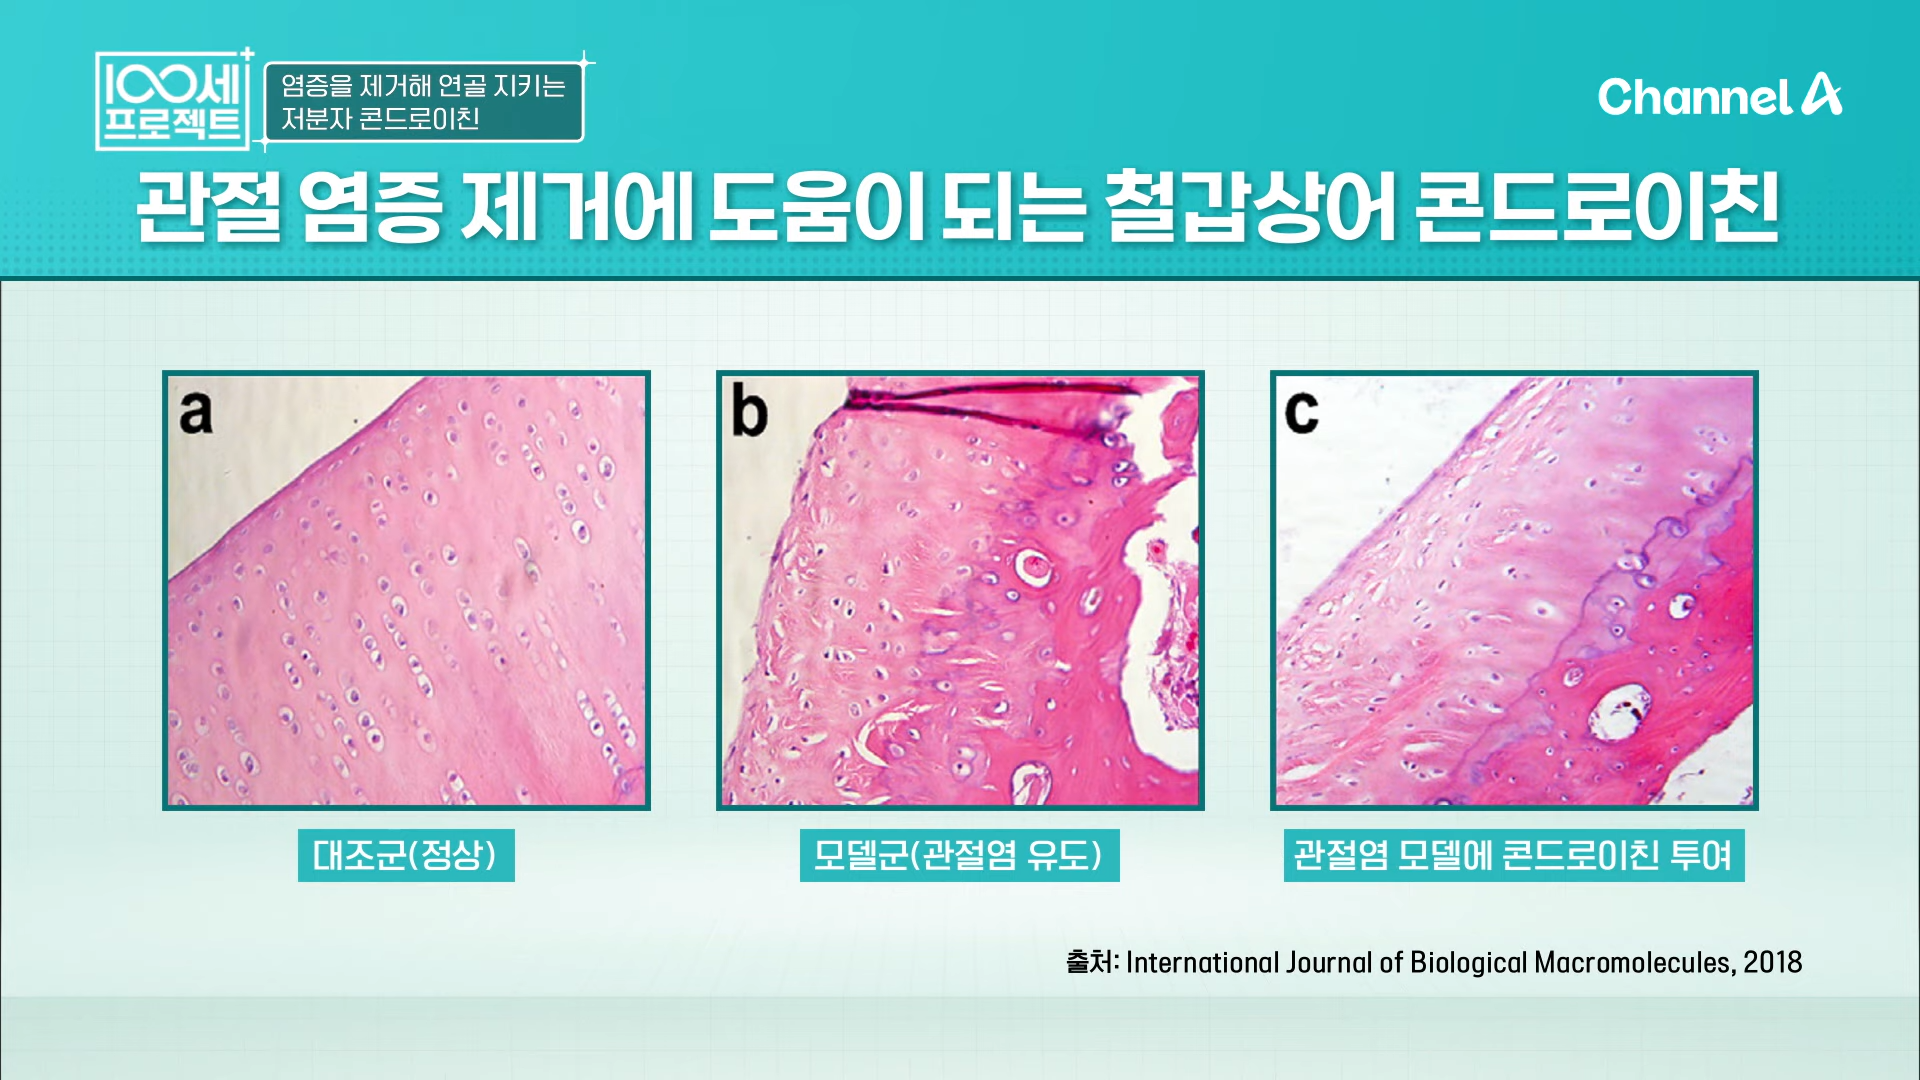 100세+
프로젝트
염증을 제거해 연골 지키는
저분자 콘드로이친
Channel A
관절 염증 제거에 도움이 되는 철갑상어 콘드로이친
a
b
c
대조군(정상)
모델군(관절염 유도)
관절염 모델에 콘드로이친 투여
출처: International Journal of Biological Macromolecules, 2018